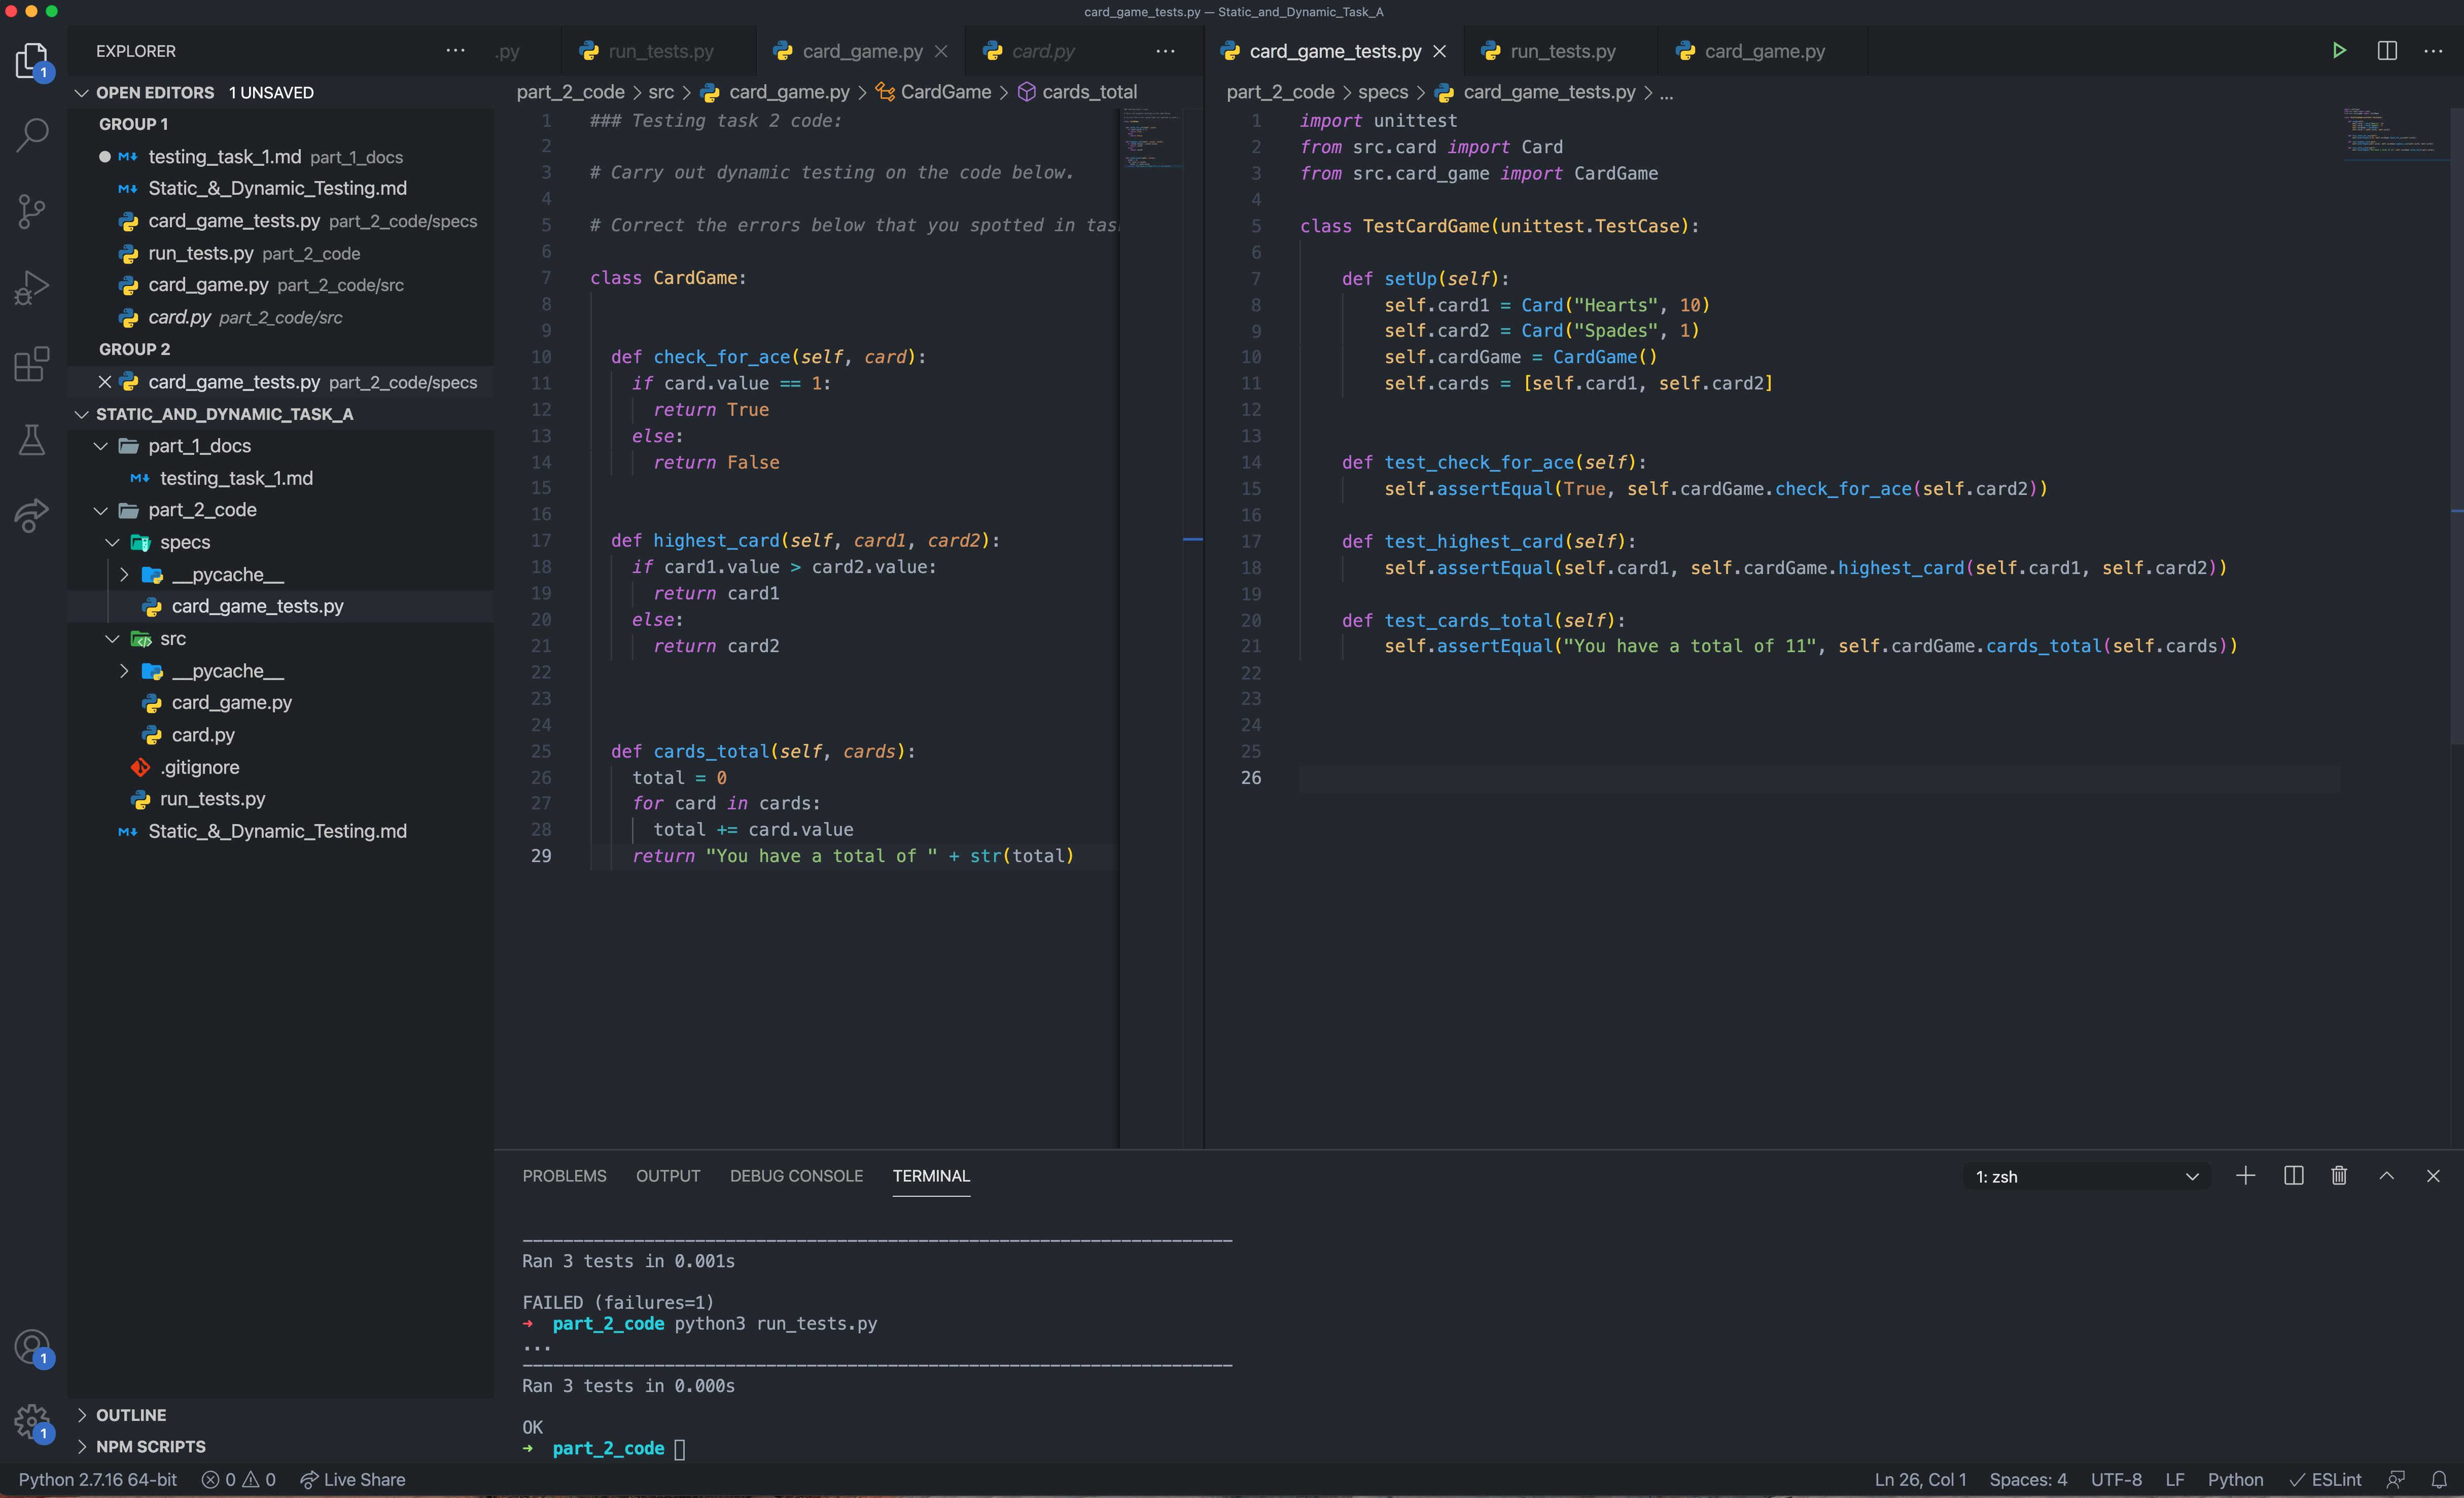 card_game_tests.py — Static_and_Dynamic_Task_A
EXPLORER
OPEN EDITORS 1 UNSAVED
GROUP 1
testing_task_1.md part_1_docs
Static_&_Dynamic_Testing.md
card_game_tests.py part_2_code/specs
run_tests.py part_2_code
card_game.py part_2_code/src
card.py part_2_code/src
GROUP 2
card_game_tests.py part_2_code/specs
STATIC_AND_DYNAMIC_TASK_A
part_1_docs
testing_task_1.md
part_2_code
specs
__pycache__
card_game_tests.py
src
__pycache__
card_game.py
card.py
.gitignore
run_tests.py
Static_&_Dynamic_Testing.md
OUTLINE
NPM SCRIPTS
1
1
1
.py run_tests.py card_game.py card.py
part_2_code > src > card_game.py > CardGame > cards_total
1 ### Testing task 2 code:
2
3 # Carry out dynamic testing on the code below.
4
5 # Correct the errors below that you spotted in tas
6
7 class CardGame:
8
9
10 def check_for_ace(self, card):
11 if card.value == 1:
12 return True
13 else:
14 return False
15
16
17 def highest_card(self, card1, card2):
18 if card1.value > card2.value:
19 return card1
20 else:
21 return card2
22
23
24
25 def cards_total(self, cards):
26 total = 0
27 for card in cards:
28 total += card.value
29 return "You have a total of " + str(total)
card_game_tests.py run_tests.py card_game.py
part_2_code > specs > card_game_tests.py > ...
1 import unittest
2 from src.card import Card
3 from src.card_game import CardGame
4
5 class TestCardGame(unittest.TestCase):
6
7 def setUp(self):
8 self.card1 = Card("Hearts", 10)
9 self.card2 = Card("Spades", 1)
10 self.cardGame = CardGame()
11 self.cards = [self.card1, self.card2]
12
13
14 def test_check_for_ace(self):
15 self.assertEqual(True, self.cardGame.check_for_ace(self.card2))
16
17 def test_highest_card(self):
18 self.assertEqual(self.card1, self.cardGame.highest_card(self.card1, self.card2))
19
20 def test_cards_total(self):
21 self.assertEqual("You have a total of 11", self.cardGame.cards_total(self.cards))
22
23
24
25
26
PROBLEMS OUTPUT DEBUG CONSOLE TERMINAL
1: zsh
----------------------------------------------------------------------
Ran 3 tests in 0.001s
FAILED (failures=1)
➜ part_2_code python3 run_tests.py
...
----------------------------------------------------------------------
Ran 3 tests in 0.000s
OK
➜ part_2_code
Python 2.7.16 64-bit 0 0 Live Share
Ln 26, Col 1 Spaces: 4 UTF-8 LF Python ESLint